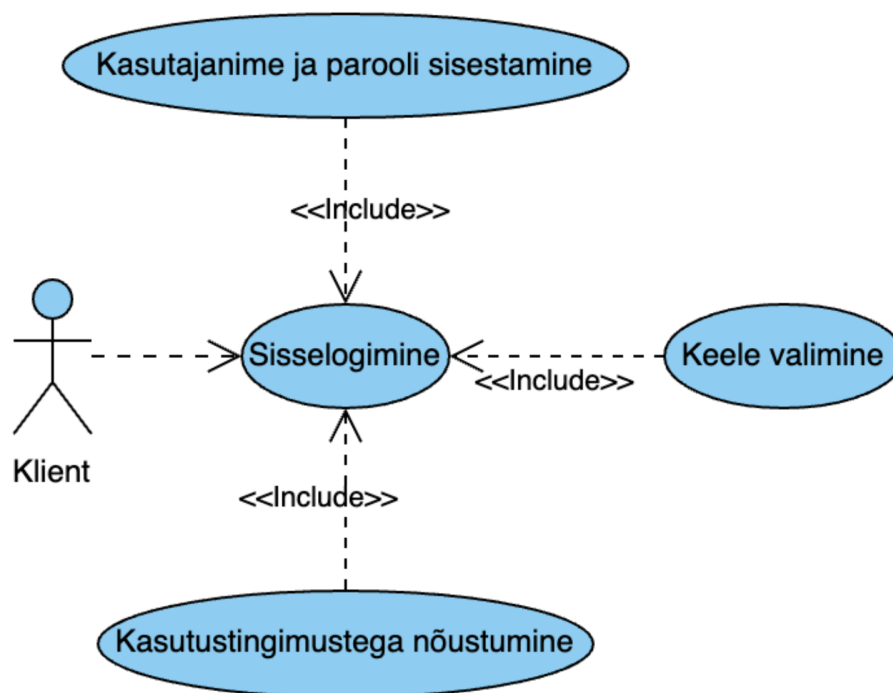 Kasutajanime ja parooli sisestamine
<<Include>>
Sisselogimine
Keele valimine
<<Include>>
Klient
<<Include>>
Kasutustingimustega nõustumine